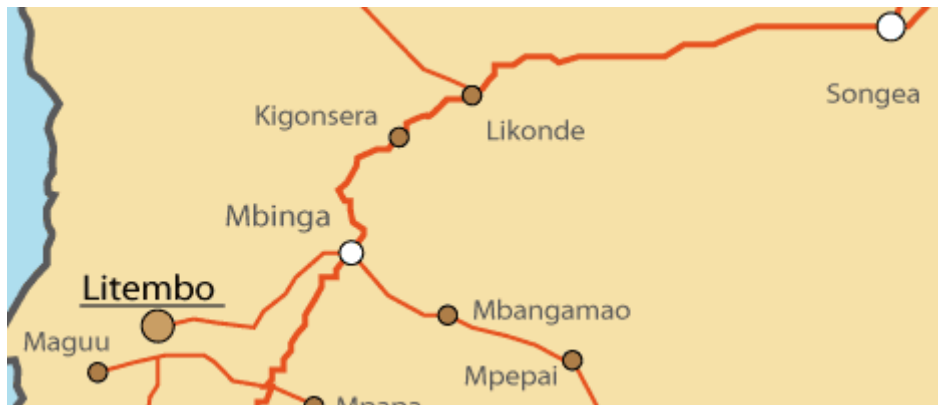 Songea
Kigonsera
Likonde
Mbinga
Litembo
Mbangamao
Maguu
Mpepai